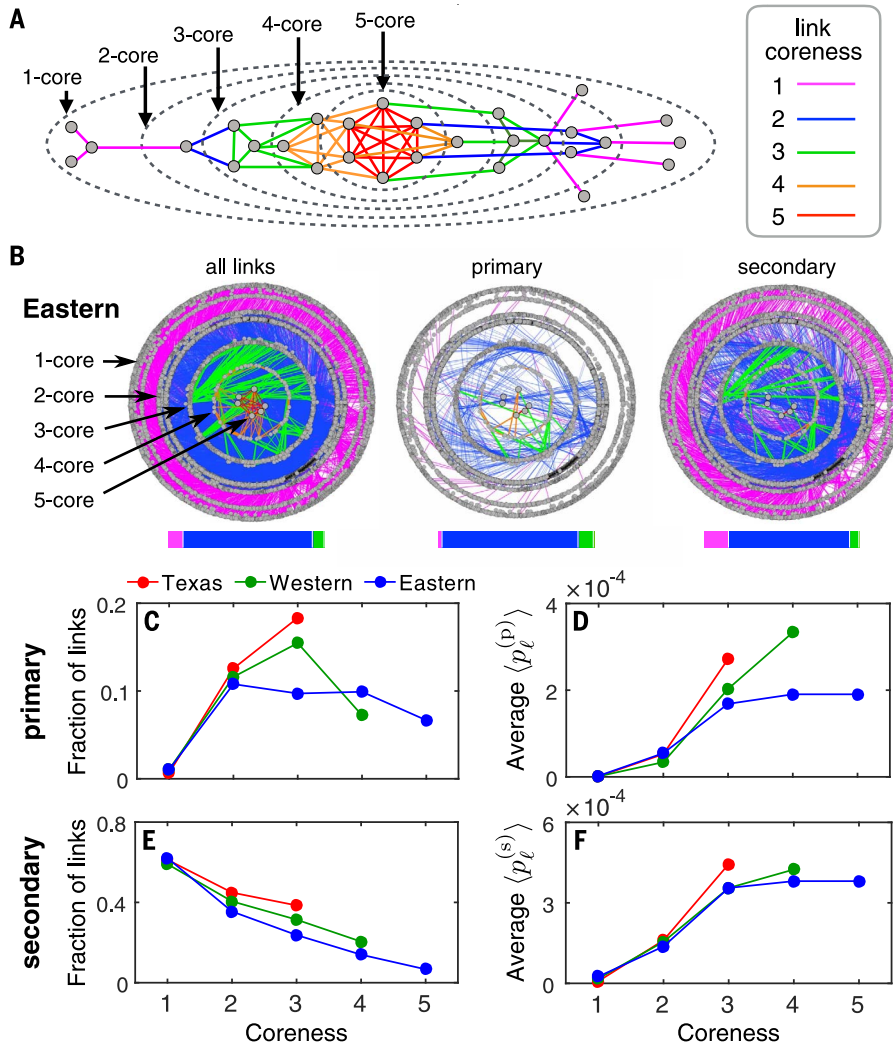 A
1-core
2-core
3-core
4-core
5-core
link
coreness
1
2
3
4
5
B
all links
primary
secondary
Eastern
1-core
2-core
3-core
4-core
5-core
Texas
Western
Eastern
primary
C
Fraction of links
0.2
0.1
0
D
×10⁻⁴
Average ⟨p_ℓ^(p)⟩
4
2
0
secondary
E
Fraction of links
0.8
0.4
0
1 2 3 4 5
Coreness
F
×10⁻⁴
Average ⟨p_ℓ^(s)⟩
6
3
0
1 2 3 4 5
Coreness